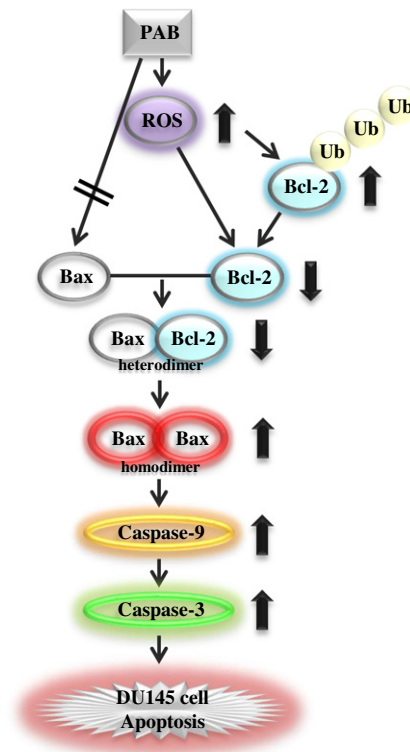 PAB
ROS
Ub
Ub
Ub
Bcl-2
Bax
Bcl-2
Bax
Bcl-2
heterodimer
Bax
Bax
homodimer
Caspase-9
Caspase-3
DU145 cell
Apoptosis